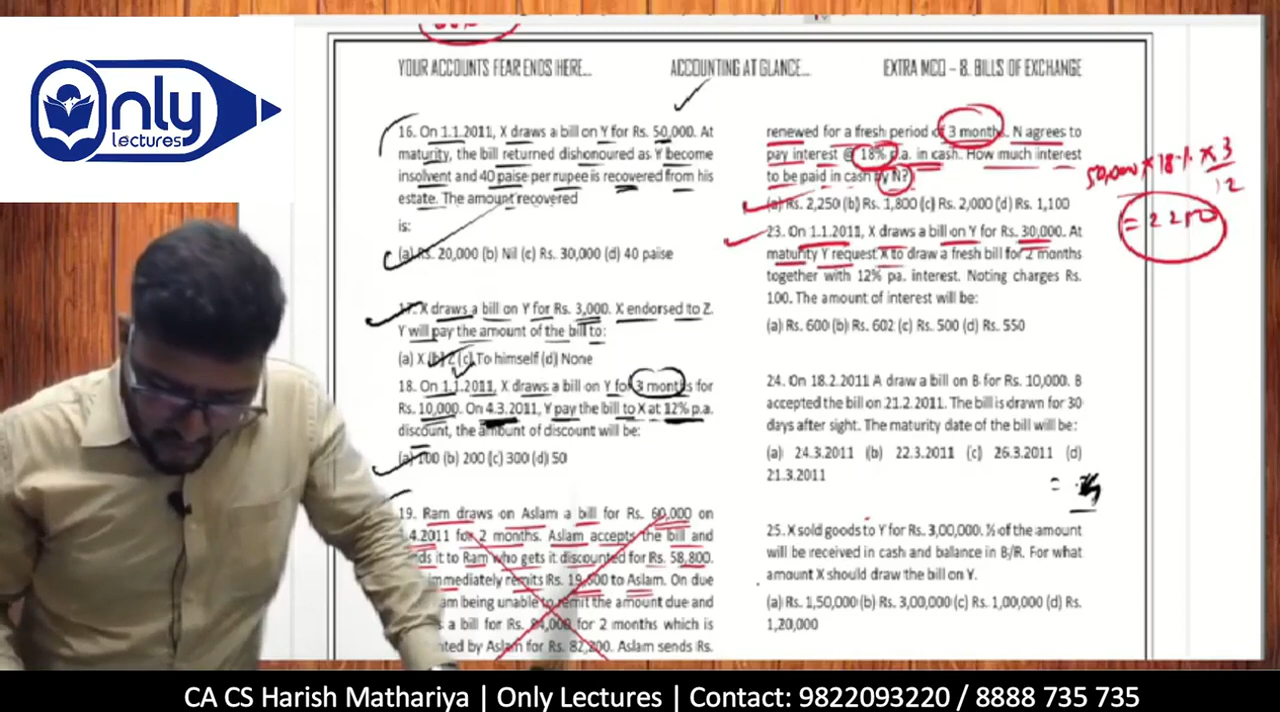 Only
lectures
YOUR ACCOUNTS FEAR ENDS HERE... ACCOUNTING AT GLANCE... EXTRA MCQ – 8. BILLS OF EXCHANGE
16. On 1.1.2011, X draws a bill on Y for Rs. 50,000. At
maturity, the bill returned dishonoured as Y become
insolvent and 40 paise per rupee is recovered from his
estate. The amount recovered
is:
(a) Rs. 20,000 (b) Nil (c) Rs. 30,000 (d) 40 paise
17. X draws a bill on Y for Rs. 3,000. X endorsed to Z.
Y will pay the amount of the bill to:
(a) X (b) Z (c) To himself (d) None
18. On 1.1.2011, X draws a bill on Y for 3 months for
Rs. 10,000. On 4.3.2011, Y pay the bill to X at 12% p.a.
discount, the amount of discount will be:
(a) 100 (b) 200 (c) 300 (d) 50
19. Ram draws on Aslam a bill for Rs. 60,000 on
.4.2011 for 2 months. Aslam accepts the bill and
it to Ram who gets it discounted for Rs. 58,800.
immediately remits Rs. 19,600 to Aslam. On due
being unable to remit the amount due and
a bill for Rs. 84,000 for 2 months which is
by Aslam for Rs. 82,200. Aslam sends Rs.
renewed for a fresh period of 3 months. N agrees to
pay interest @ 18% p.a. in cash. How much interest
to be paid in cash by N?
(a) Rs. 2,250 (b) Rs. 1,800 (c) Rs. 2,000 (d) Rs. 1,100
50,000 × 18% × 3
12
= 2250
23. On 1.1.2011, X draws a bill on Y for Rs. 30,000. At
maturity Y request X to draw a fresh bill for 2 months
together with 12% pa. interest. Noting charges Rs.
100. The amount of interest will be:
(a) Rs. 600 (b) Rs. 602 (c) Rs. 500 (d) Rs. 550
24. On 18.2.2011 A draw a bill on B for Rs. 10,000. B
accepted the bill on 21.2.2011. The bill is drawn for 30
days after sight. The maturity date of the bill will be:
(a) 24.3.2011 (b) 22.3.2011 (c) 26.3.2011 (d)
21.3.2011
=
25. X sold goods to Y for Rs. 3,00,000. ½ of the amount
will be received in cash and balance in B/R. For what
amount X should draw the bill on Y.
(a) Rs. 1,50,000 (b) Rs. 3,00,000 (c) Rs. 1,00,000 (d) Rs.
1,20,000
CA CS Harish Mathariya | Only Lectures | Contact: 9822093220 / 8888 735 735